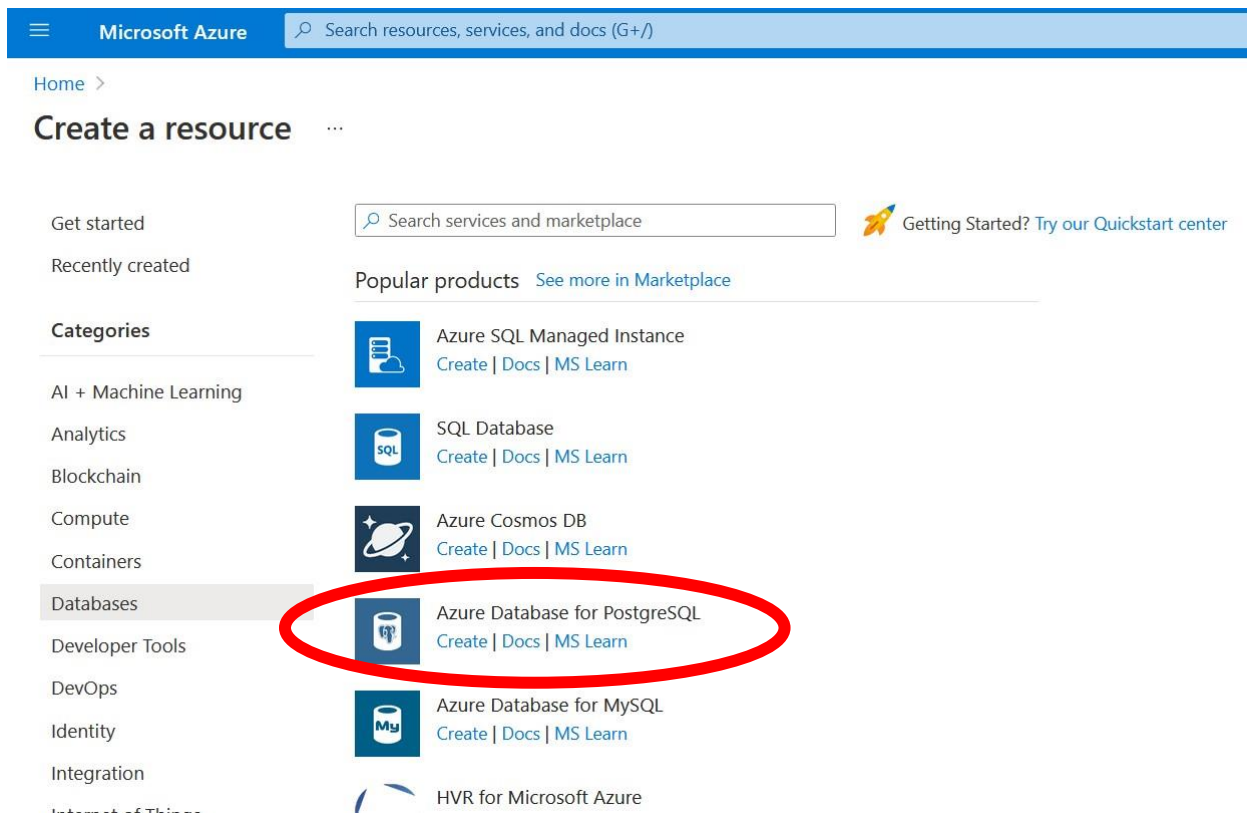 Microsoft Azure
Search resources, services, and docs (G+/)
Home >
Create a resource ...
Get started
Recently created
Categories
AI + Machine Learning
Analytics
Blockchain
Compute
Containers
Databases
Developer Tools
DevOps
Identity
Integration
Internet of Things
Search services and marketplace
Getting Started? Try our Quickstart center
Popular products See more in Marketplace
Azure SQL Managed Instance
Create | Docs | MS Learn
SQL
SQL Database
Create | Docs | MS Learn
Azure Cosmos DB
Create | Docs | MS Learn
Azure Database for PostgreSQL
Create | Docs | MS Learn
My
Azure Database for MySQL
Create | Docs | MS Learn
HVR for Microsoft Azure